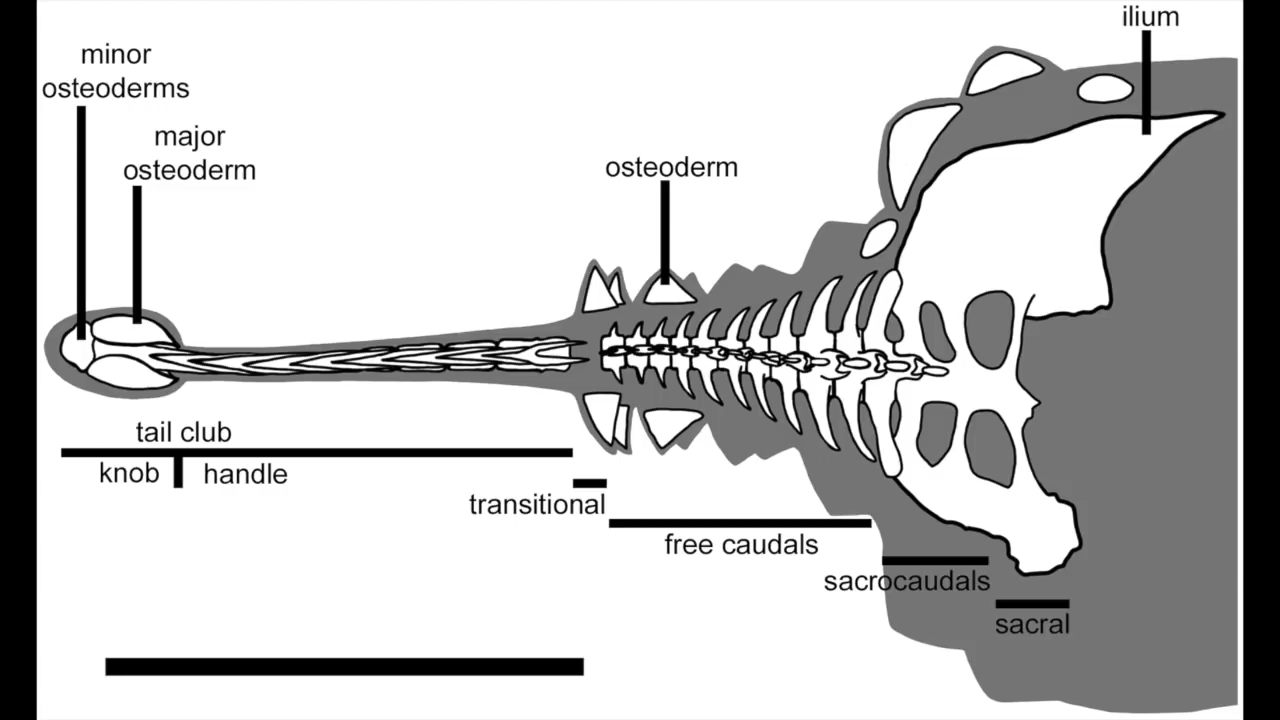 ilium
minor
osteoderms
major
osteoderm
osteoderm
tail club
knob
handle
transitional
free caudals
sacrocaudals
sacral